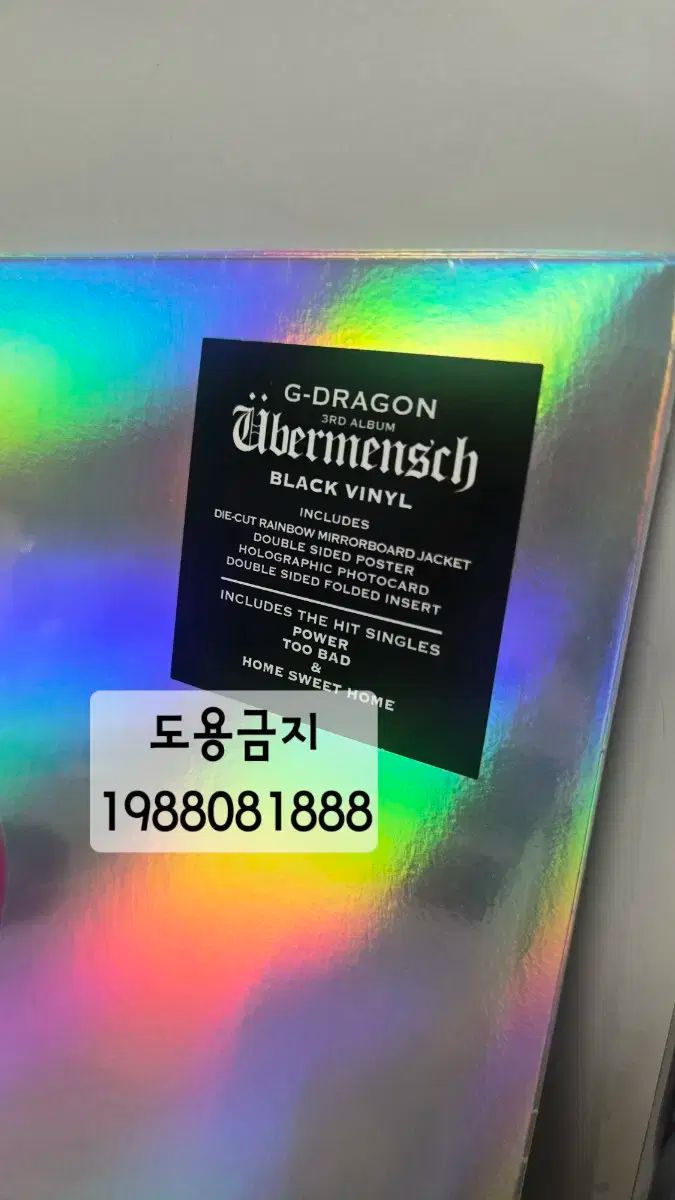 G-DRAGON
3RD ALBUM
Übermensch
BLACK VINYL
INCLUDES
DIE-CUT RAINBOW MIRRORBOARD JACKET
DOUBLE SIDED POSTER
HOLOGRAPHIC PHOTOCARD
DOUBLE SIDED FOLDED INSERT
INCLUDES THE HIT SINGLES
POWER
TOO BAD
&
HOME SWEET HOME
도용금지
1988081888